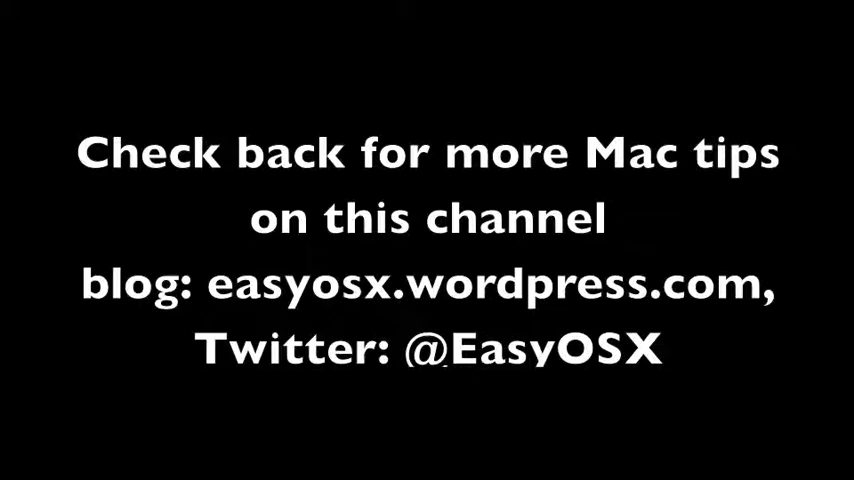 Check back for more Mac tips
on this channel
blog: easyosx.wordpress.com,
Twitter: @EasyOSX